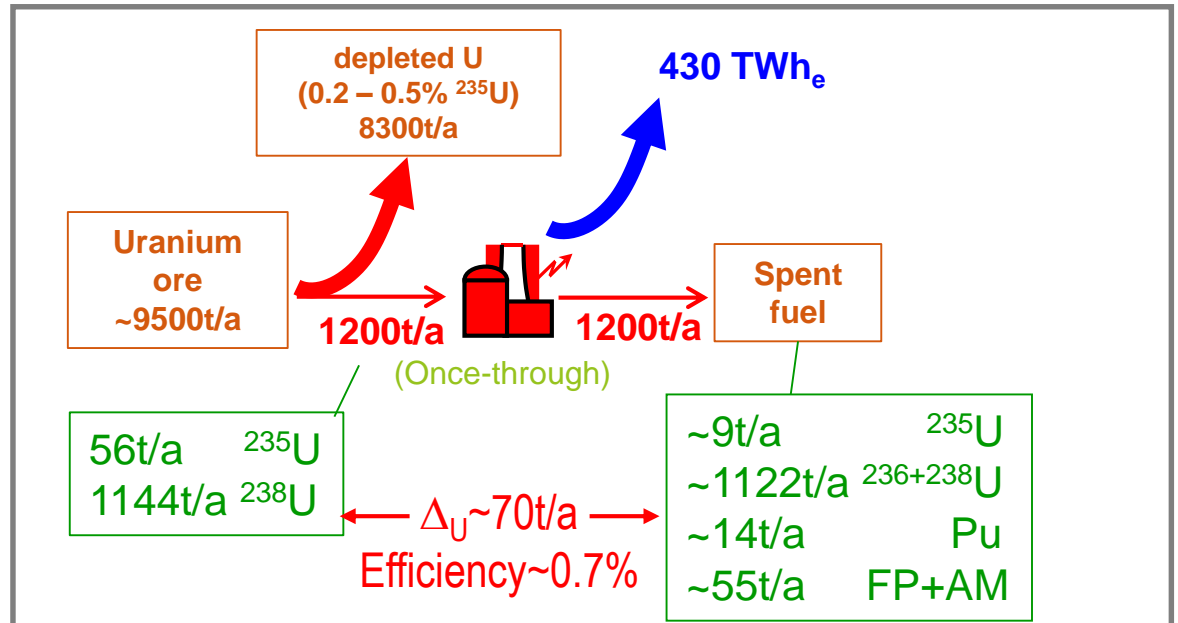 depleted U
(0.2 – 0.5% ²³⁵U)
8300t/a
430 TWhₑ
Uranium
ore
~9500t/a
1200t/a
(Once-through)
1200t/a
Spent
fuel
56t/a ²³⁵U
1144t/a ²³⁸U
Δ_U~70t/a
Efficiency~0.7%
~9t/a ²³⁵U
~1122t/a ²³⁶⁺²³⁸U
~14t/a Pu
~55t/a FP+AM